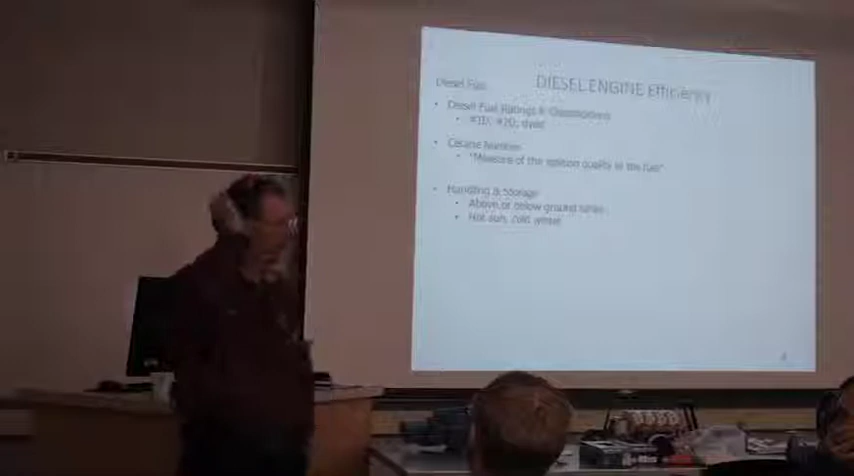 Diesel Fuel
DIESEL ENGINE Efficiency
Diesel Fuel Ratings & Classifications
#1D, #2D, dyed
Cetane Number
"Measure of the ignition quality of the fuel"
Handling & Storage
Above or below ground tanks
Hot sun, cold winter